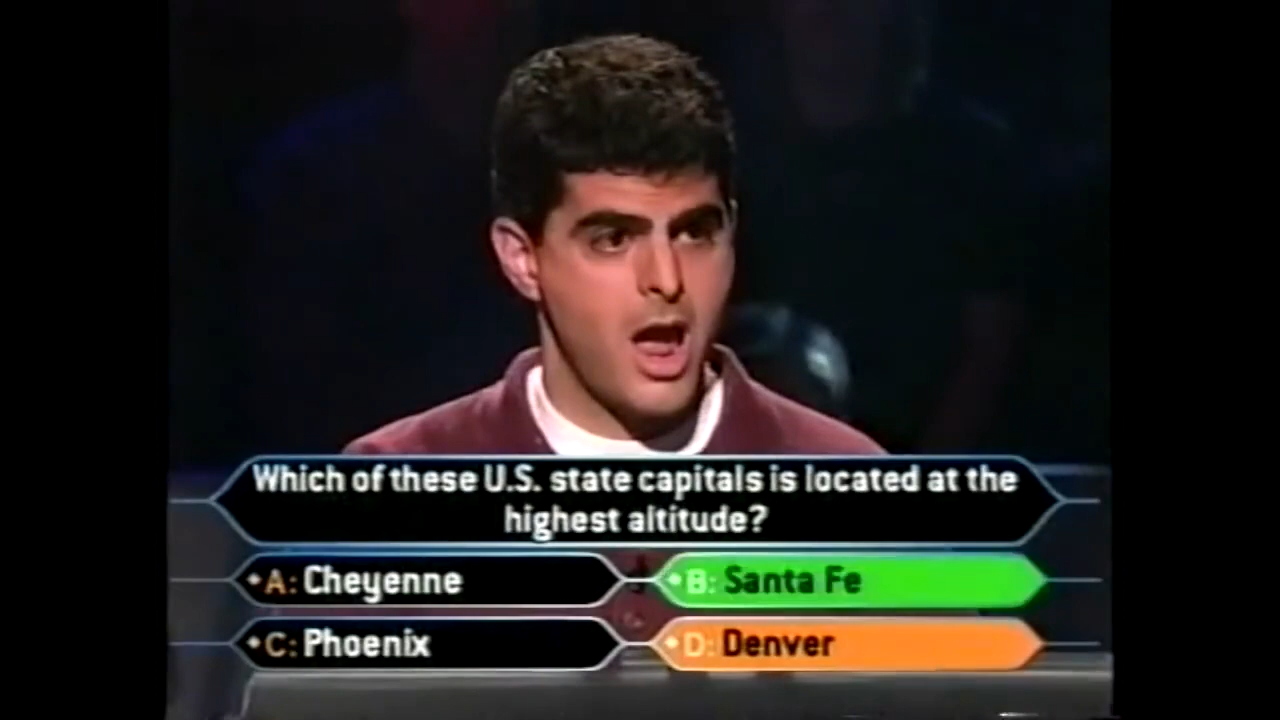 Which of these U.S. state capitals is located at the
highest altitude?
A: Cheyenne
B: Santa Fe
C: Phoenix
D: Denver